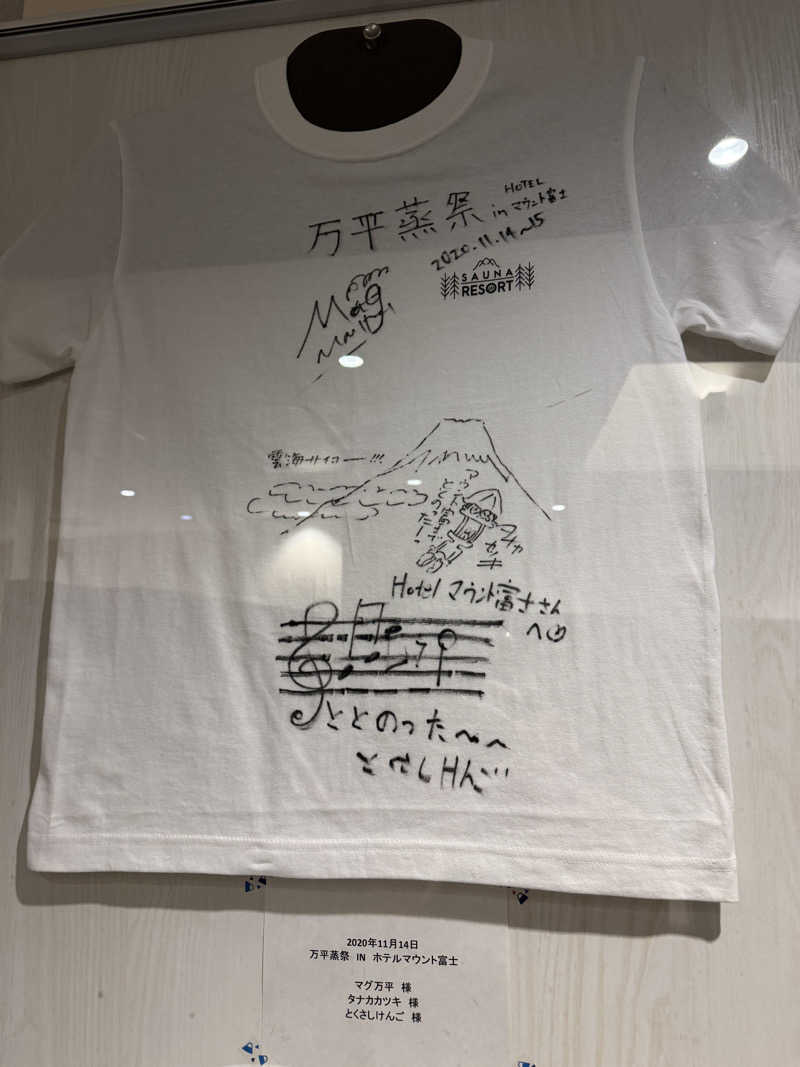 万平蒸祭 in HOTEL マウント富士
2020.11.14〜15
SAUNA
RESORT
Mag
雲海サイコー!!!
Hotel マウント富士さん
へ
ととのった〜〜
とくさしけんご
2020年11月14日
万平蒸祭 IN ホテルマウント富士
マグ万平 様
タナカカツキ 様
とくさしけんご 様